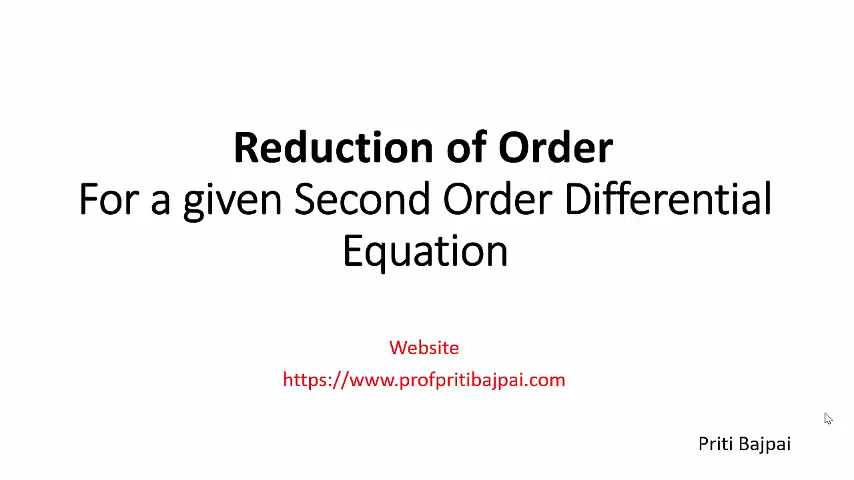 Reduction of Order
For a given Second Order Differential
Equation
Website
https://www.profpritibajpai.com
Priti Bajpai